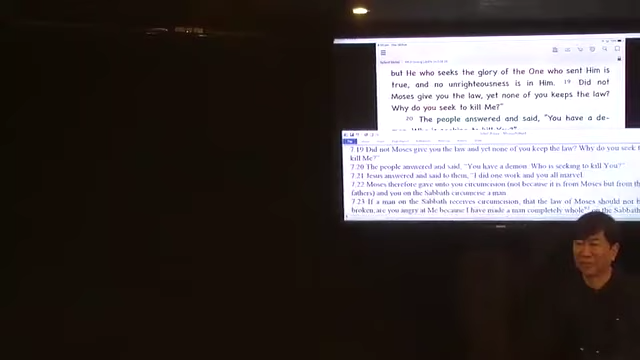 but He who seeks the glory of the One who sent Him is
true, and no unrighteousness is in Him. 19 Did not
Moses give you the law, yet none of you keeps the law?
Why do you seek to kill Me?"
20 The people answered and said, "You have a de-
7.19 Did not Moses give you the law and yet none of you keep the law? Why do you seek
kill Me?"
7.20 The people answered and said, "You have a demon. Who is seeking to kill You?"
7.21 Jesus answered and said to them, "I did one work and you all marvel.
7.22 Moses therefore gave unto you circumcision (not because it is from Moses but from the
fathers) and you on the Sabbath circumcise a man
7.23 If a man on the Sabbath receives circumcision, that the law of Moses should not b
broken, are you angry at Me because I have made a man completely whole on the Sabbath